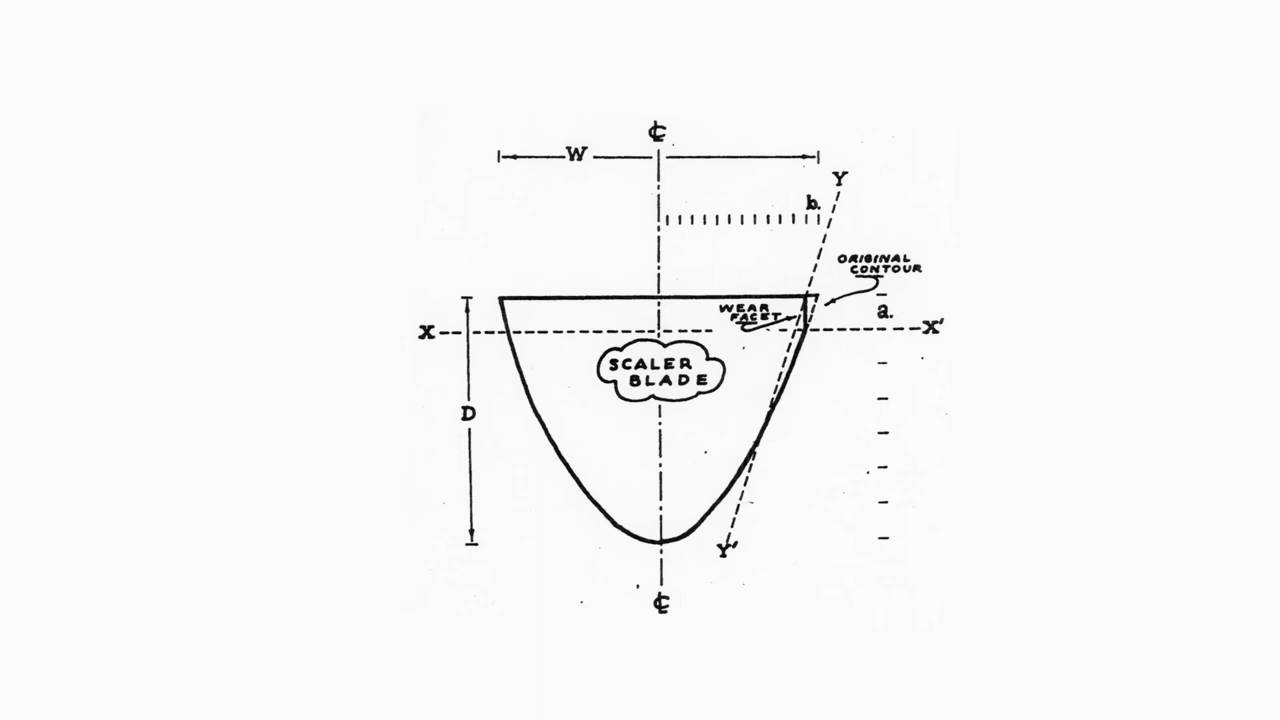 ℄
W
Y
b.
ORIGINAL
CONTOUR
a.
WEAR
FACET
X
X'
SCALER
BLADE
D
Y'
℄